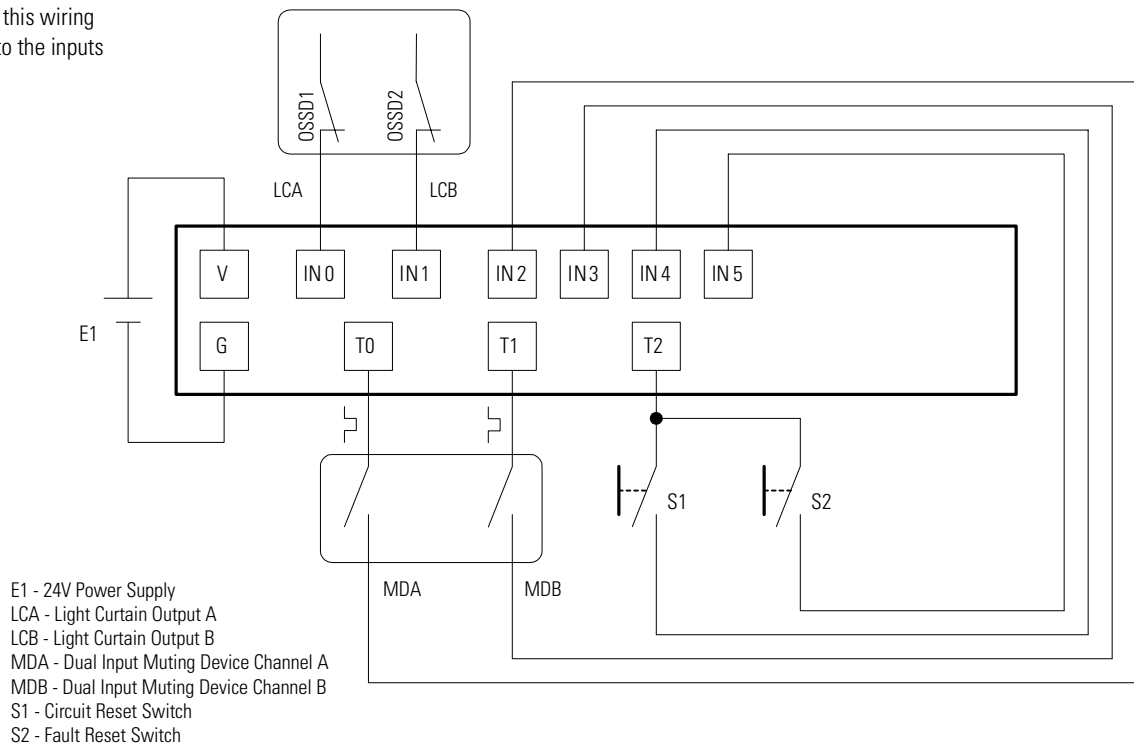 this wiring
to the inputs
OSSD1
OSSD2
LCA
LCB
V
IN 0
IN 1
IN 2
IN 3
IN 4
IN 5
E1
G
T0
T1
T2
S1
S2
MDA
MDB
E1 - 24V Power Supply
LCA - Light Curtain Output A
LCB - Light Curtain Output B
MDA - Dual Input Muting Device Channel A
MDB - Dual Input Muting Device Channel B
S1 - Circuit Reset Switch
S2 - Fault Reset Switch